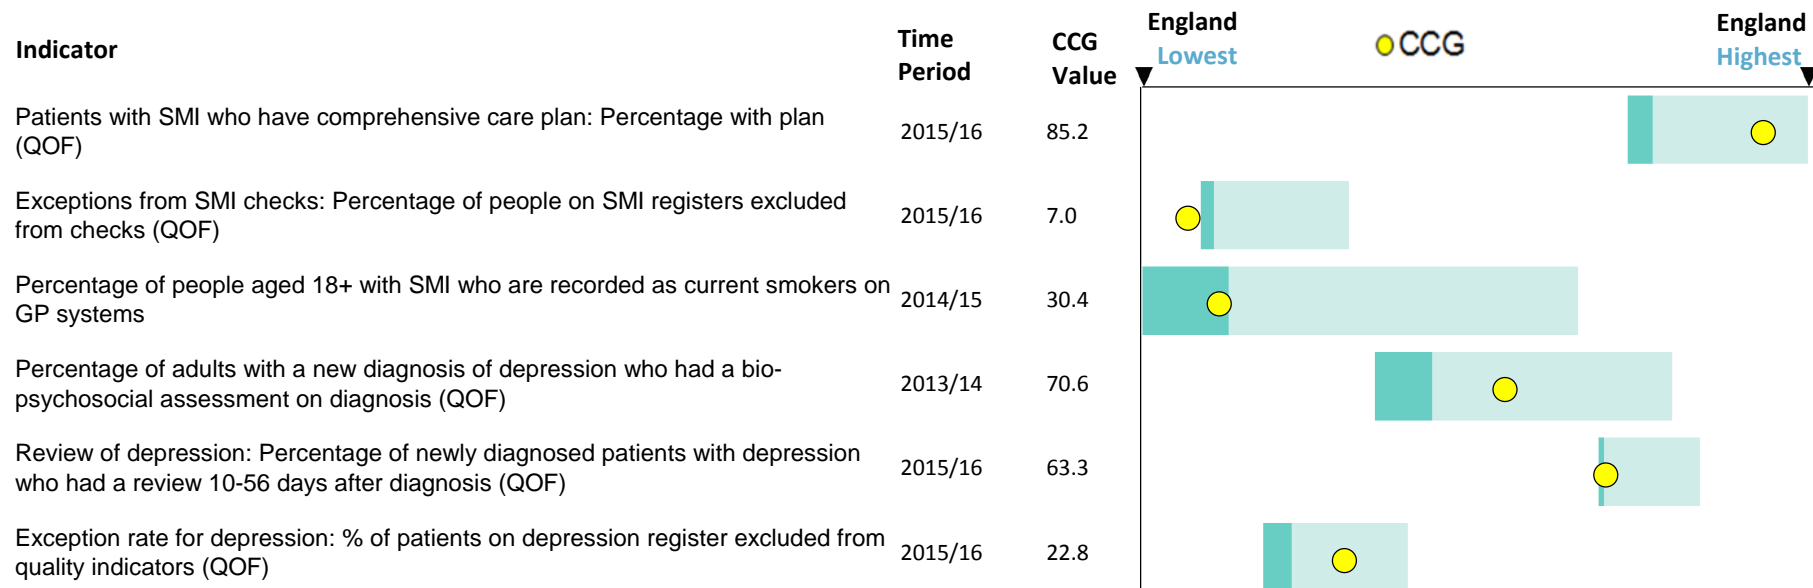 Indicator
Time
Period
CCG
Value
England
Lowest
CCG
England
Highest
Patients with SMI who have comprehensive care plan: Percentage with plan
(QOF)
2015/16
85.2
Exceptions from SMI checks: Percentage of people on SMI registers excluded
from checks (QOF)
2015/16
7.0
Percentage of people aged 18+ with SMI who are recorded as current smokers on
GP systems
2014/15
30.4
Percentage of adults with a new diagnosis of depression who had a bio-
psychosocial assessment on diagnosis (QOF)
2013/14
70.6
Review of depression: Percentage of newly diagnosed patients with depression
who had a review 10-56 days after diagnosis (QOF)
2015/16
63.3
Exception rate for depression: % of patients on depression register excluded from
quality indicators (QOF)
2015/16
22.8